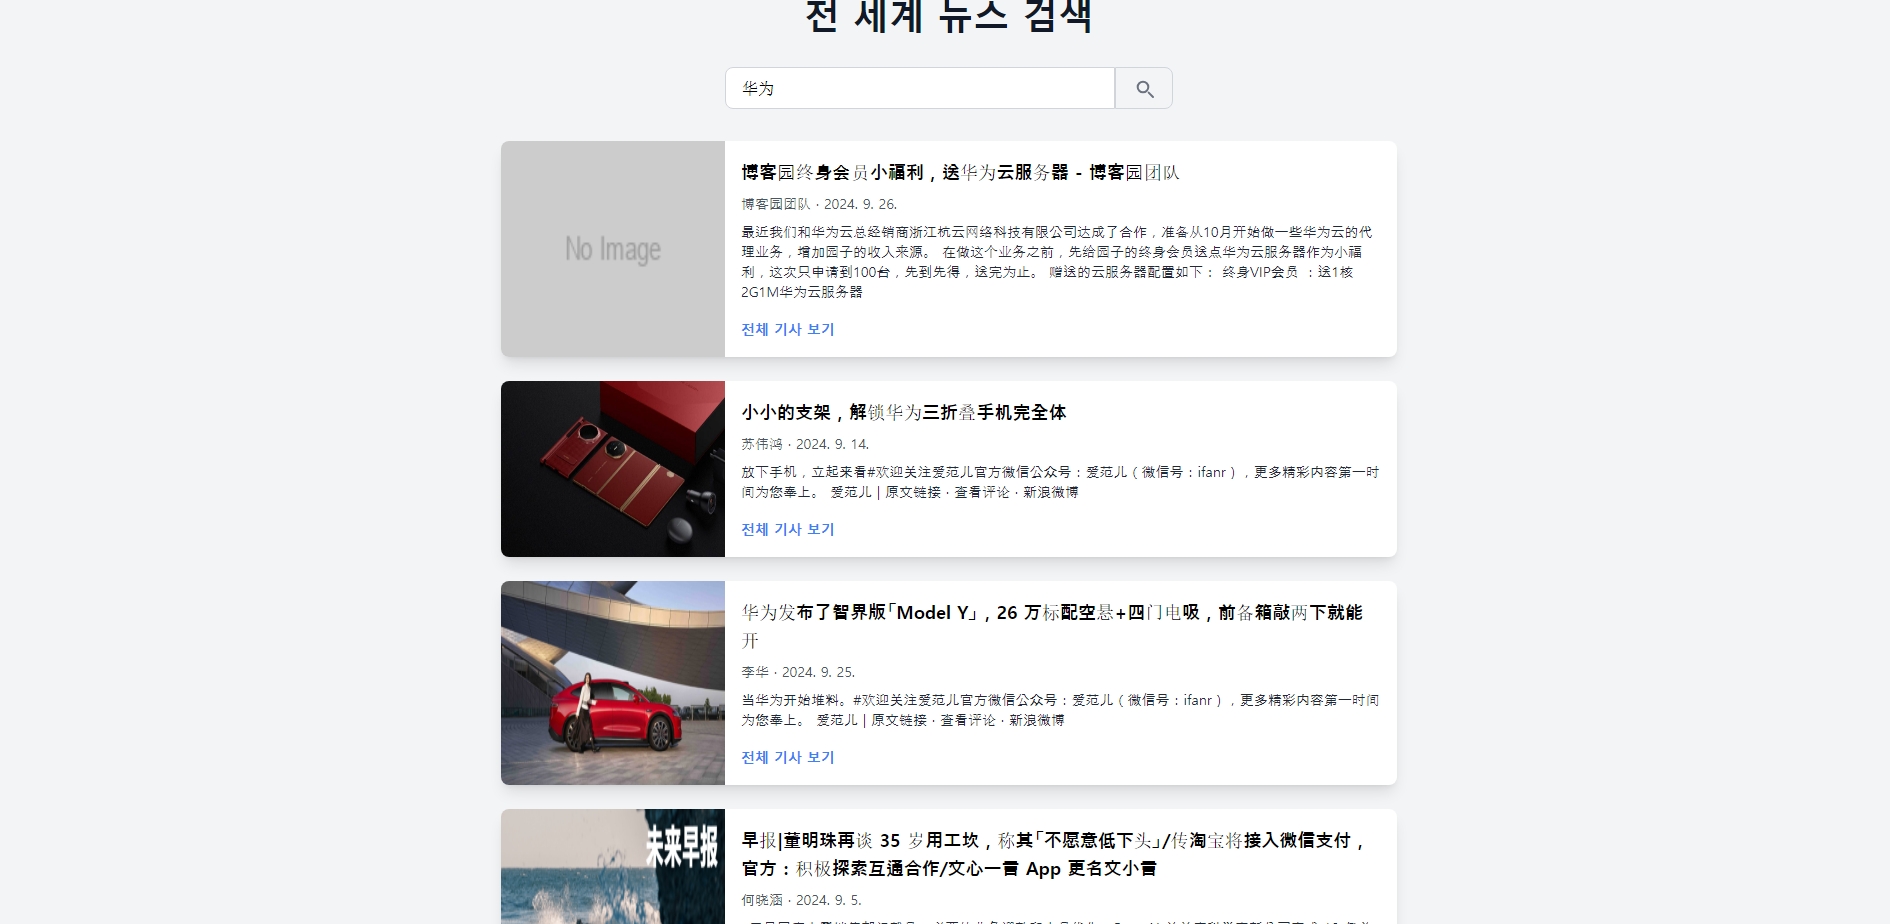 전 세계 뉴스 검색
华为
No Image
博客园终身会员小福利，送华为云服务器 - 博客园团队
博客园团队 · 2024. 9. 26.
最近我们和华为云总经销商浙江杭云网络科技有限公司达成了合作，准备从10月开始做一些华为云的代
理业务，增加园子的收入来源。 在做这个业务之前，先给园子的终身会员送点华为云服务器作为小福
利，这次只申请到100台，先到先得，送完为止。 赠送的云服务器配置如下： 终身VIP会员 ：送1核
2G1M华为云服务器
전체 기사 보기
小小的支架，解锁华为三折叠手机完全体
苏伟鸿 · 2024. 9. 14.
放下手机，立起来看#欢迎关注爱范儿官方微信公众号：爱范儿（微信号：ifanr），更多精彩内容第一时
间为您奉上。 爱范儿 | 原文链接 · 查看评论 · 新浪微博
전체 기사 보기
华为发布了智界版「Model Y」，26 万标配空悬+四门电吸，前备箱敲两下就能
开
李华 · 2024. 9. 25.
当华为开始堆料。#欢迎关注爱范儿官方微信公众号：爱范儿（微信号：ifanr），更多精彩内容第一时间
为您奉上。 爱范儿 | 原文链接 · 查看评论 · 新浪微博
전체 기사 보기
未来早报
早报|董明珠再谈 35 岁用工坎，称其「不愿意低下头」/传淘宝将接入微信支付，
官方：积极探索互通合作/文心一言 App 更名文小言
何晓涵 · 2024. 9. 5.